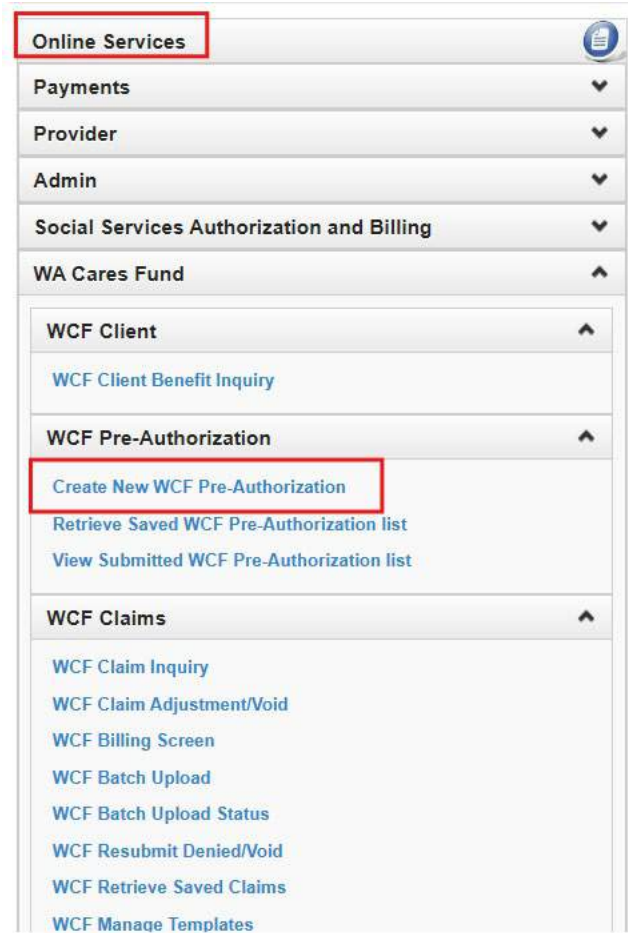 Online Services
Payments
Provider
Admin
Social Services Authorization and Billing
WA Cares Fund
WCF Client
WCF Client Benefit Inquiry
WCF Pre-Authorization
Create New WCF Pre-Authorization
Retrieve Saved WCF Pre-Authorization list
View Submitted WCF Pre-Authorization list
WCF Claims
WCF Claim Inquiry
WCF Claim Adjustment/Void
WCF Billing Screen
WCF Batch Upload
WCF Batch Upload Status
WCF Resubmit Denied/Void
WCF Retrieve Saved Claims
WCF Manage Templates